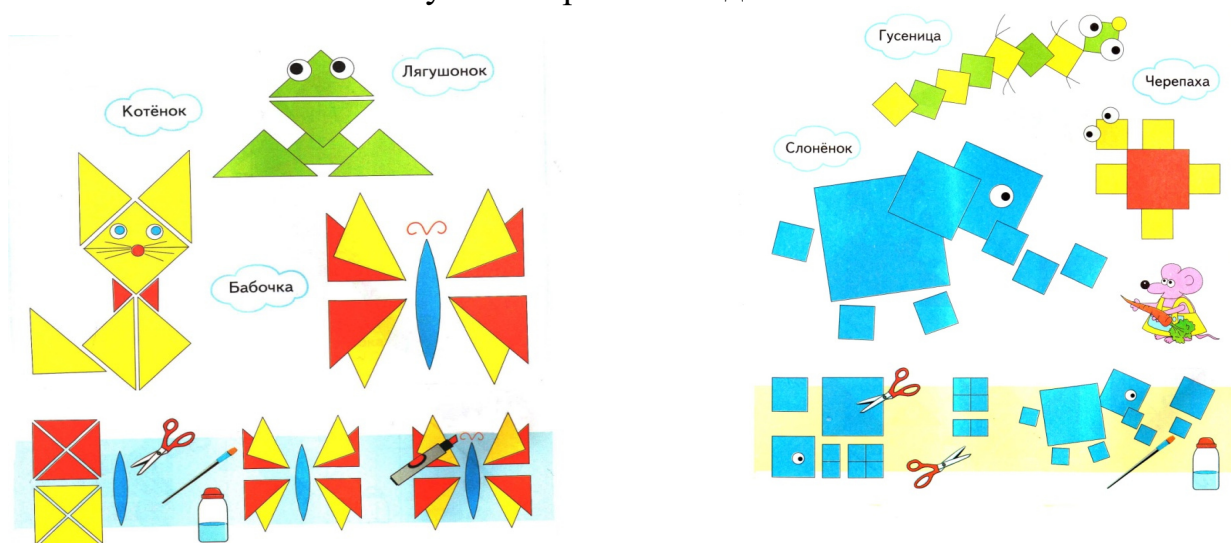 Лягушонок
Котёнок
Бабочка
Гусеница
Черепаха
Слонёнок